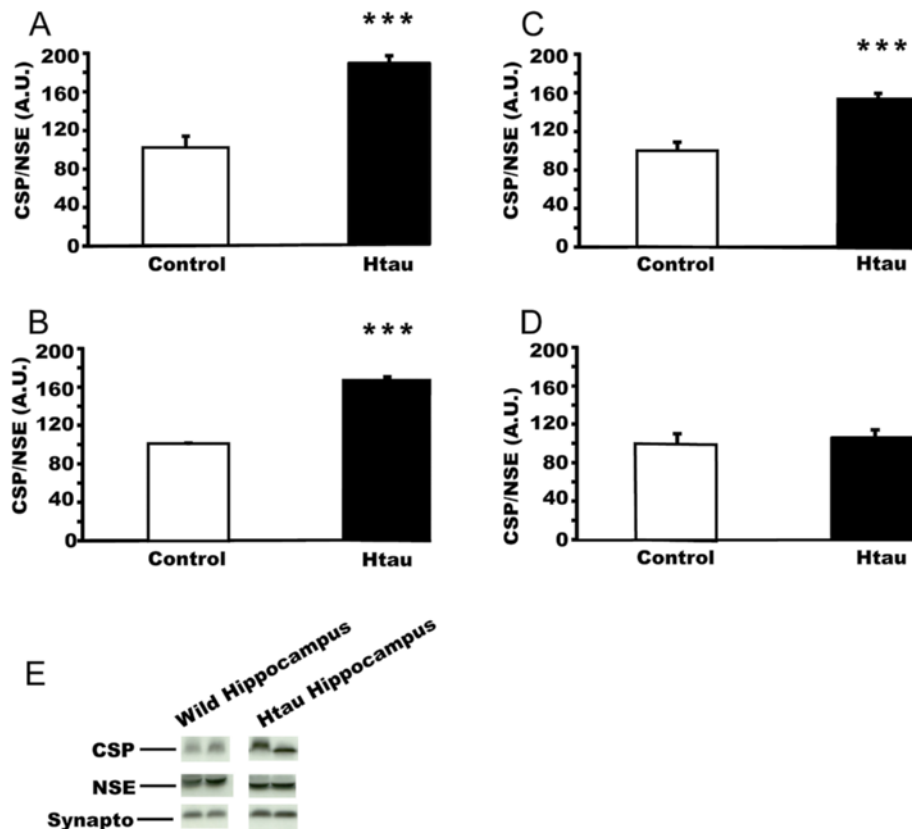 A
***
CSP/NSE (A.U.)
200
160
120
80
40
0
Control
Htau
C
***
CSP/NSE (A.U.)
200
160
120
80
40
0
Control
Htau
B
***
CSP/NSE (A.U.)
200
160
120
80
40
0
Control
Htau
D
CSP/NSE (A.U.)
200
160
120
80
40
0
Control
Htau
E
Wild Hippocampus
Htau Hippocampus
CSP
NSE
Synapto